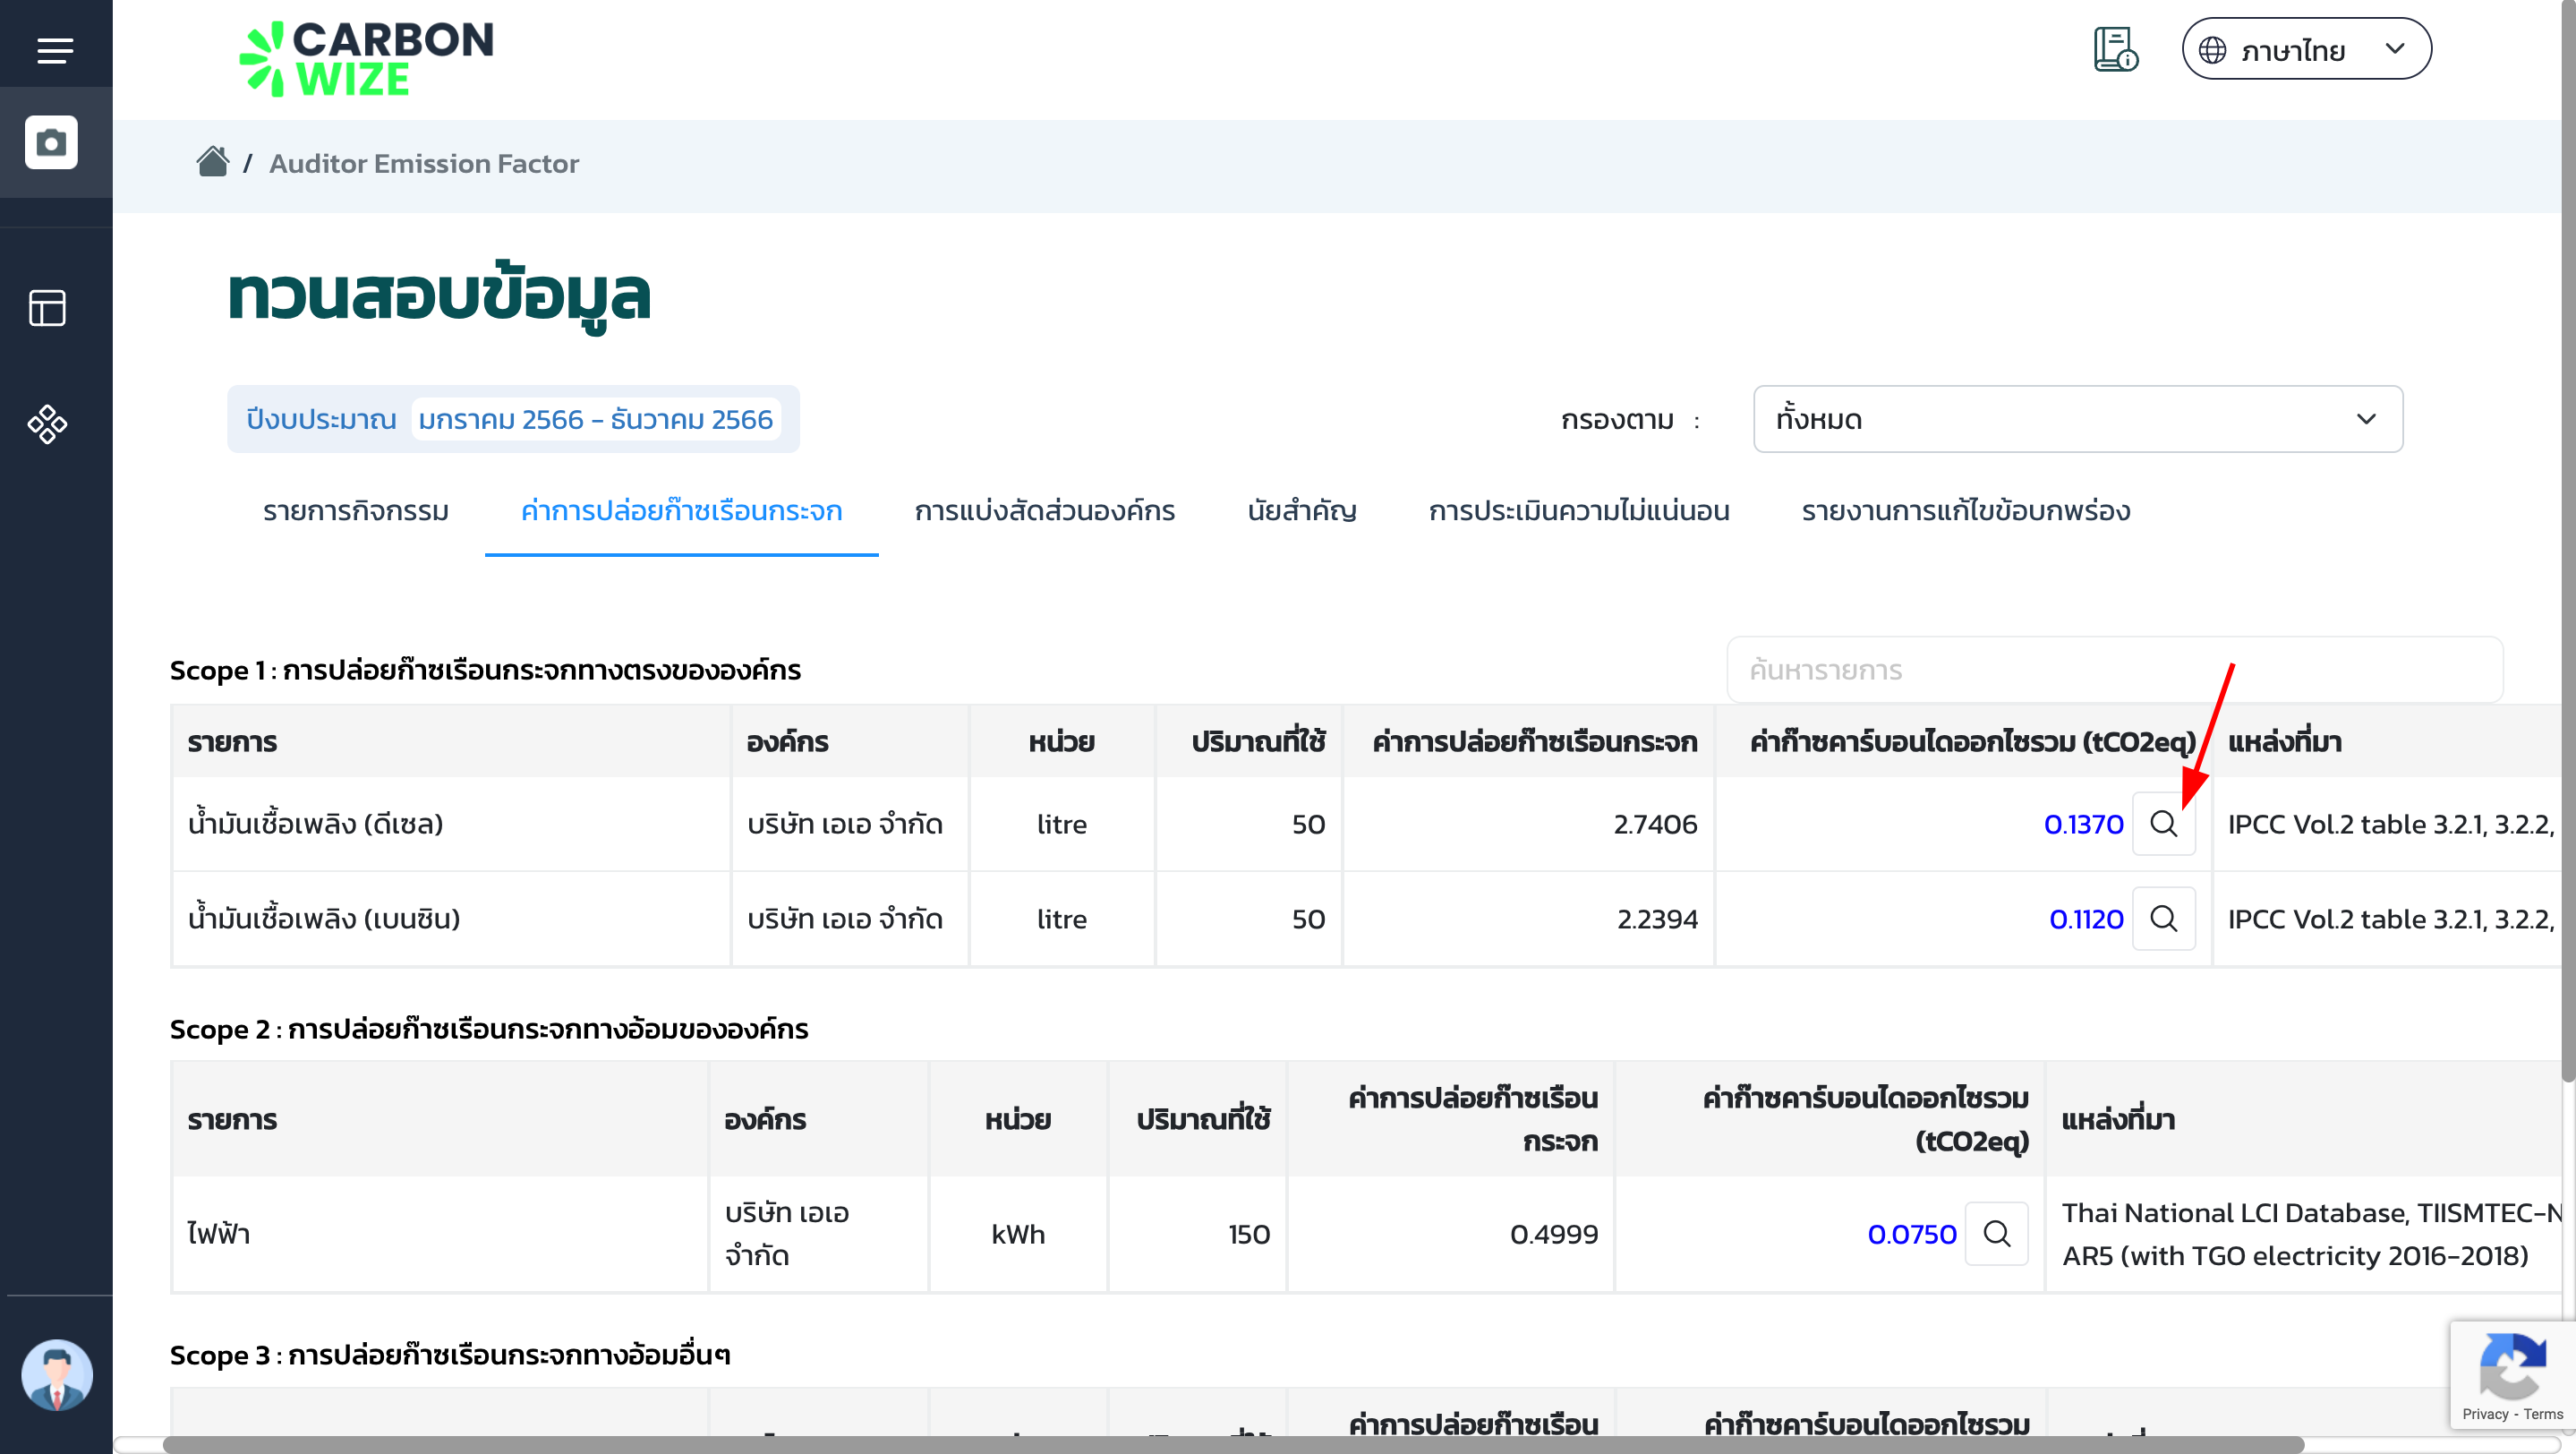 CARBON
WIZE
ภาษาไทย
/ Auditor Emission Factor
ทวนสอบข้อมูล
ปีงบประมาณ มกราคม 2566 - ธันวาคม 2566
กรองตาม : ทั้งหมด
รายการกิจกรรม ค่าการปล่อยก๊าซเรือนกระจก การแบ่งสัดส่วนองค์กร นัยสำคัญ การประเมินความไม่แน่นอน รายงานการแก้ไขข้อบกพร่อง
Scope 1 : การปล่อยก๊าซเรือนกระจกทางตรงขององค์กร
ค้นหารายการ
รายการ องค์กร หน่วย ปริมาณที่ใช้ ค่าการปล่อยก๊าซเรือนกระจก ค่าก๊าซคาร์บอนไดออกไซรวม (tCO2eq) แหล่งที่มา
น้ำมันเชื้อเพลิง (ดีเซล) บริษัท เอเอ จำกัด litre 50 2.7406 0.1370 IPCC Vol.2 table 3.2.1, 3.2.2,
น้ำมันเชื้อเพลิง (เบนซิน) บริษัท เอเอ จำกัด litre 50 2.2394 0.1120 IPCC Vol.2 table 3.2.1, 3.2.2,
Scope 2 : การปล่อยก๊าซเรือนกระจกทางอ้อมขององค์กร
รายการ องค์กร หน่วย ปริมาณที่ใช้ ค่าการปล่อยก๊าซเรือน
กระจก ค่าก๊าซคาร์บอนไดออกไซรวม
(tCO2eq) แหล่งที่มา
ไฟฟ้า บริษัท เอเอ
จำกัด kWh 150 0.4999 0.0750 Thai National LCI Database, TIISMTEC-N
AR5 (with TGO electricity 2016-2018)
Scope 3 : การปล่อยก๊าซเรือนกระจกทางอ้อมอื่นๆ
ค่าการปล่อยก๊าซเรือน ค่าก๊าซคาร์บอนไดออกไซรวม
Privacy - Terms